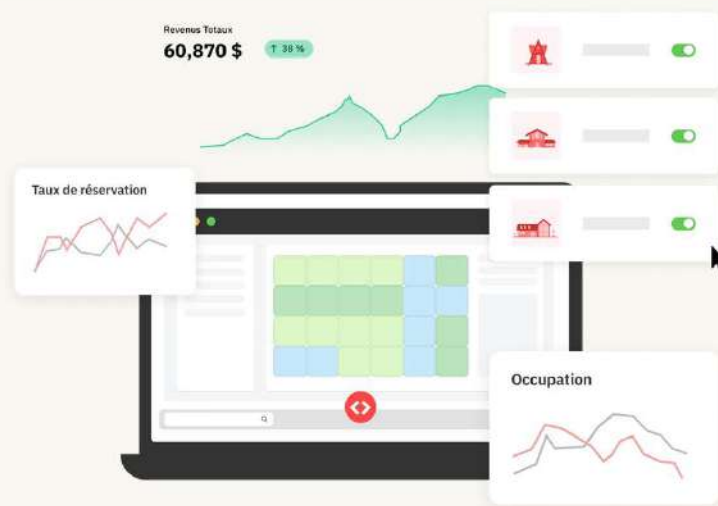 Revenus Totaux
60,870 $
↑ 38 %
Taux de réservation
Occupation